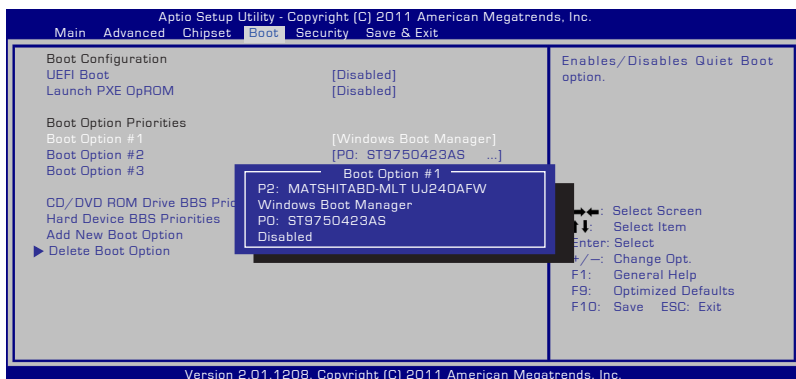 Aptio Setup Utility - Copyright (C) 2011 American Megatrends, Inc.
Main Advanced Chipset Boot Security Save & Exit
Boot Configuration
UEFI Boot [Disabled]
Launch PXE OpROM [Disabled]
Boot Option Priorities
Boot Option #1 [Windows Boot Manager]
Boot Option #2 [P0: ST9750423AS ...]
Boot Option #3
CD/DVD ROM Drive BBS
Hard Device BBS Priorities
Add New Boot Option
Delete Boot Option
Boot Option #1
P2: MATSHITABD-MLT UJ240AFW
Windows Boot Manager
P0: ST9750423AS
Disabled
Enables/Disables Quiet Boot
option.
→←: Select Screen
↑↓: Select Item
Enter: Select
+/—: Change Opt.
F1: General Help
F9: Optimized Defaults
F10: Save ESC: Exit
Version 2.01.1208. Copyright (C) 2011 American Megatrends, Inc.